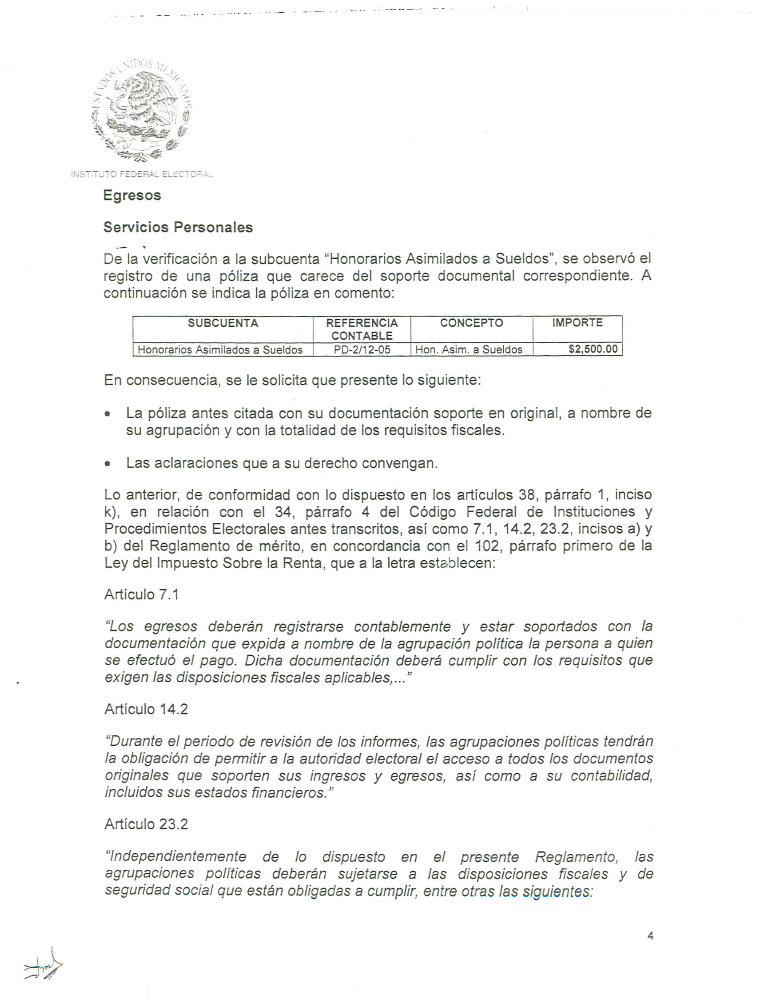 ESTADOS UNIDOS MEXICANOS
INSTITUTO FEDERAL ELECTORAL
Egresos
Servicios Personales
De la verificación a la subcuenta “Honorarios Asimilados a Sueldos”, se observó el
registro de una póliza que carece del soporte documental correspondiente. A
continuación se indica la póliza en comento:
SUBCUENTA REFERENCIA CONCEPTO IMPORTE
CONTABLE
Honorarios Asimilados a Sueldos PD-2/12-05 Hon. Asim. a Sueldos $2,500.00
En consecuencia, se le solicita que presente lo siguiente:
• La póliza antes citada con su documentación soporte en original, a nombre de
su agrupación y con la totalidad de los requisitos fiscales.
• Las aclaraciones que a su derecho convengan.
Lo anterior, de conformidad con lo dispuesto en los artículos 38, párrafo 1, inciso
k), en relación con el 34, párrafo 4 del Código Federal de Instituciones y
Procedimientos Electorales antes transcritos, así como 7.1, 14.2, 23.2, incisos a) y
b) del Reglamento de mérito, en concordancia con el 102, párrafo primero de la
Ley del Impuesto Sobre la Renta, que a la letra establecen:
Artículo 7.1
“Los egresos deberán registrarse contablemente y estar soportados con la
documentación que expida a nombre de la agrupación política la persona a quien
se efectuó el pago. Dicha documentación deberá cumplir con los requisitos que
exigen las disposiciones fiscales aplicables,...”
Artículo 14.2
“Durante el periodo de revisión de los informes, las agrupaciones políticas tendrán
la obligación de permitir a la autoridad electoral el acceso a todos los documentos
originales que soporten sus ingresos y egresos, así como a su contabilidad,
incluidos sus estados financieros.”
Artículo 23.2
“Independientemente de lo dispuesto en el presente Reglamento, las
agrupaciones políticas deberán sujetarse a las disposiciones fiscales y de
seguridad social que están obligadas a cumplir, entre otras las siguientes:
4